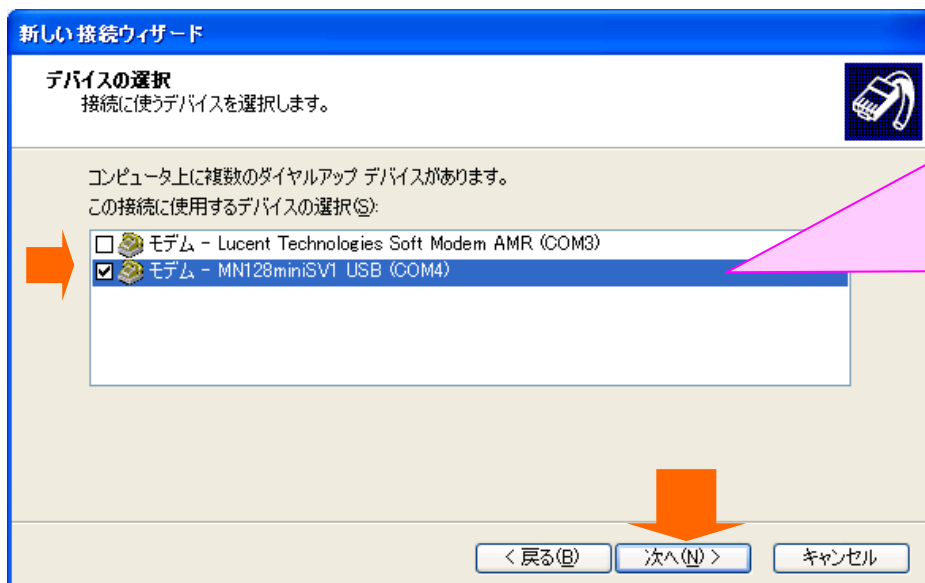 新しい接続ウィザード
デバイスの選択
接続に使うデバイスを選択します。
コンピュータ上に複数のダイヤルアップ デバイスがあります。
この接続に使用するデバイスの選択(S):
モデム - Lucent Technologies Soft Modem AMR (COM3)
モデム - MN128miniSV1 USB (COM4)
< 戻る(B) 次へ(N) > キャンセル